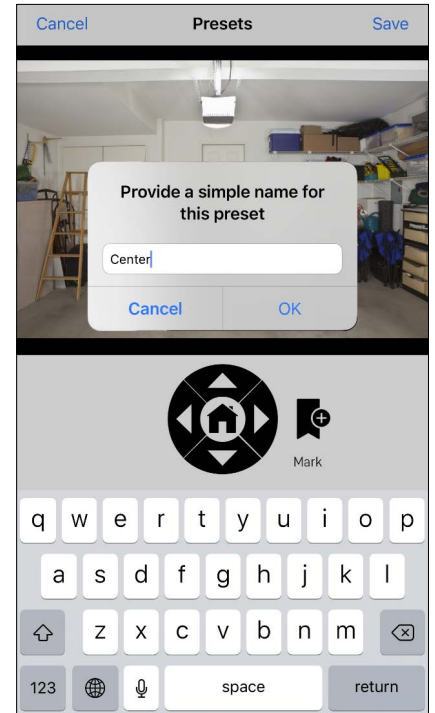 Cancel Presets Save
Provide a simple name for
this preset
Center
Cancel OK
Mark
q w e r t y u i o p
a s d f g h j k l
z x c v b n m
123 space return